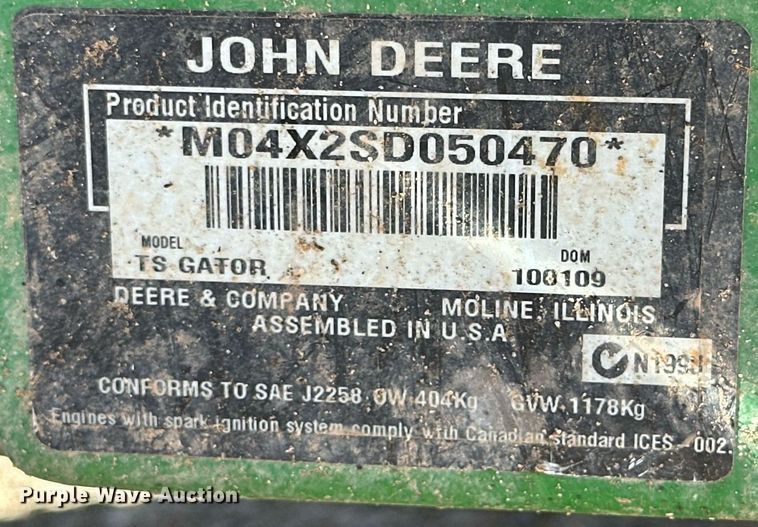 JOHN DEERE
Product Identification Number
*M04X2SD050470*
MODEL DOM
TS GATOR 100109
DEERE & COMPANY MOLINE, ILLINOIS
ASSEMBLED IN U.S.A
CONFORMS TO SAE J2258 OW 404Kg GVW 1178Kg
Engines with spark ignition system comply with Canadian standard ICES-002.
Purple Wave Auction